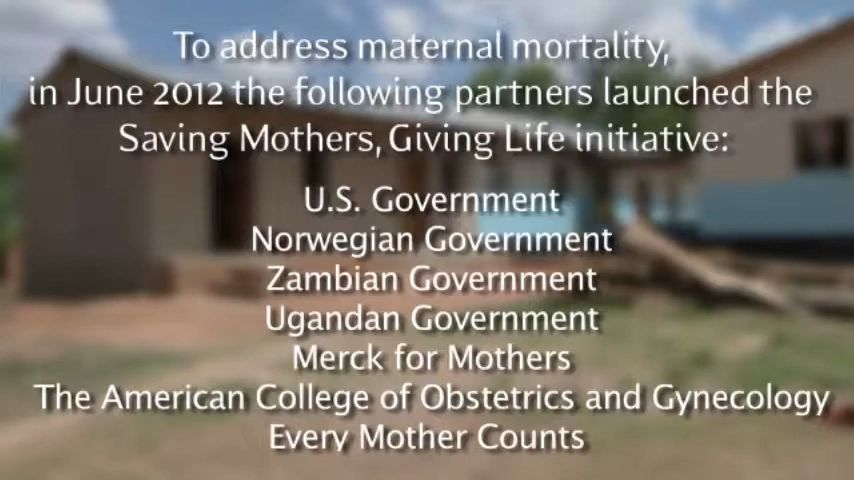 To address maternal mortality,
in June 2012 the following partners launched the
Saving Mothers, Giving Life initiative:
U.S. Government
Norwegian Government
Zambian Government
Ugandan Government
Merck for Mothers
The American College of Obstetrics and Gynecology
Every Mother Counts